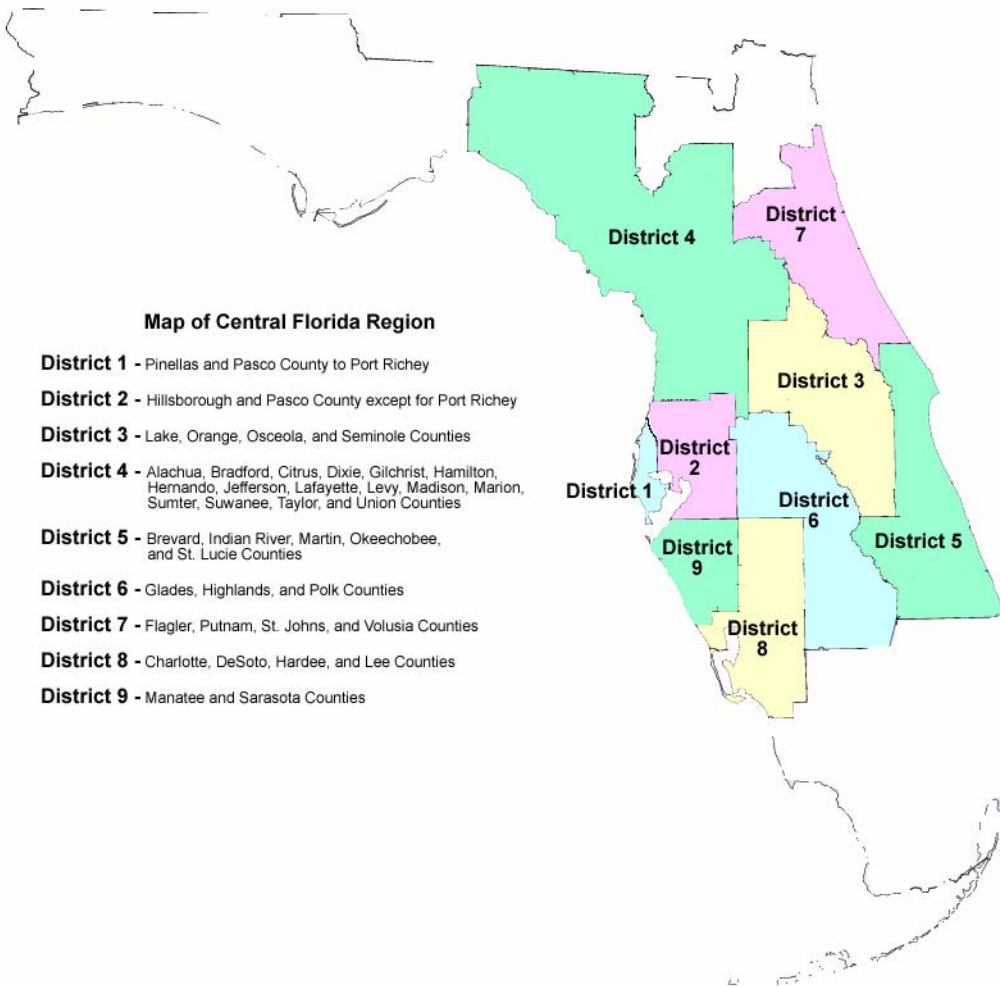 Map of Central Florida Region
District 1 - Pinellas and Pasco County to Port Richey
District 2 - Hillsborough and Pasco County except for Port Richey
District 3 - Lake, Orange, Osceola, and Seminole Counties
District 4 - Alachua, Bradford, Citrus, Dixie, Gilchrist, Hamilton,
Hernando, Jefferson, Lafayette, Levy, Madison, Marion,
Sumter, Suwanee, Taylor, and Union Counties
District 5 - Brevard, Indian River, Martin, Okeechobee,
and St. Lucie Counties
District 6 - Glades, Highlands, and Polk Counties
District 7 - Flagler, Putnam, St. Johns, and Volusia Counties
District 8 - Charlotte, DeSoto, Hardee, and Lee Counties
District 9 - Manatee and Sarasota Counties
District
7
District 4
District 3
District
2
District 1
District
6
District 5
District
9
District
8